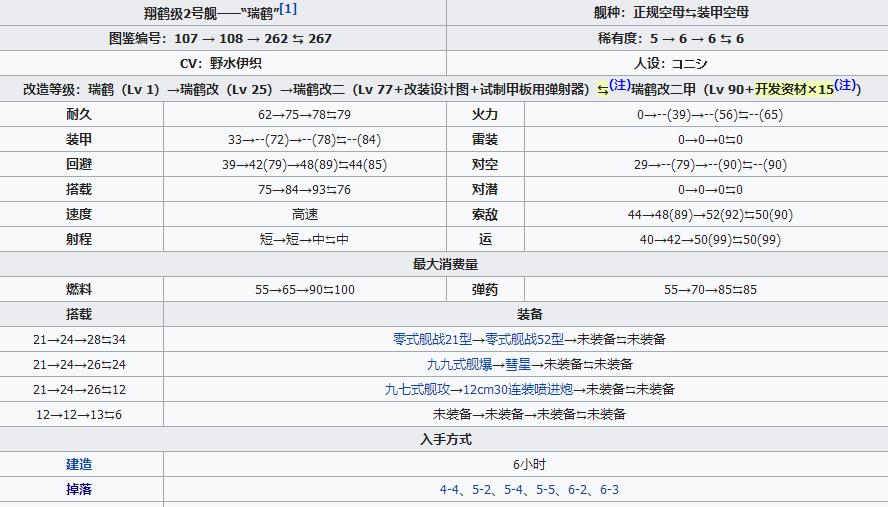 翔鹤级2号舰——“瑞鹤”[1] 舰种：正规空母⇆装甲空母
图鉴编号：107 → 108 → 262 ⇆ 267 稀有度：5 → 6 → 6 ⇆ 6
CV：野水伊织 人设：コニシ
改造等级：瑞鹤（Lv 1）→瑞鹤改（Lv 25）→瑞鹤改二（Lv 77+改装设计图+试制甲板用弹射器）⇆(注)瑞鹤改二甲（Lv 90+开发资材×15(注)）
耐久 62→75→78⇆79 火力 0→--(39)→--(56)⇆--(65)
装甲 33→--(72)→--(78)⇆--(84) 雷装 0→0→0⇆0
回避 39→42(79)→48(89)⇆44(85) 对空 29→--(79)→--(90)⇆--(90)
搭载 75→84→93⇆76 对潜 0→0→0⇆0
速度 高速 索敌 44→48(89)→52(92)⇆50(90)
射程 短→短→中⇆中 运 40→42→50(99)⇆50(99)
最大消费量
燃料 55→65→90⇆100 弹药 55→70→85⇆85
搭载 装备
21→24→28⇆34 零式舰战21型→零式舰战52型→未装备⇆未装备
21→24→26⇆24 九九式舰爆→彗星→未装备⇆未装备
21→24→26⇆12 九七式舰攻→12cm30连装喷进炮→未装备⇆未装备
12→12→13⇆6 未装备→未装备→未装备⇆未装备
入手方式
建造 6小时
掉落 4-4、5-2、5-4、5-5、6-2、6-3